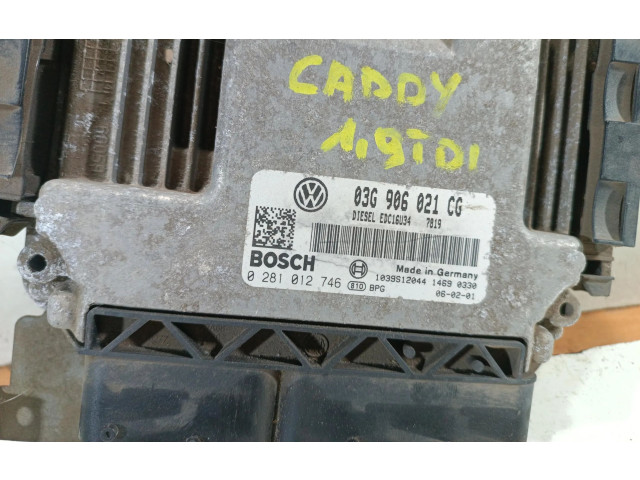 CADDY
1,9TDI
03G 906 021 CG
DIESEL EDC16U34 7819
BOSCH
Made in Germany
0 281 012 746 810 BPG
1039S12044 1469 0330
06-02-01